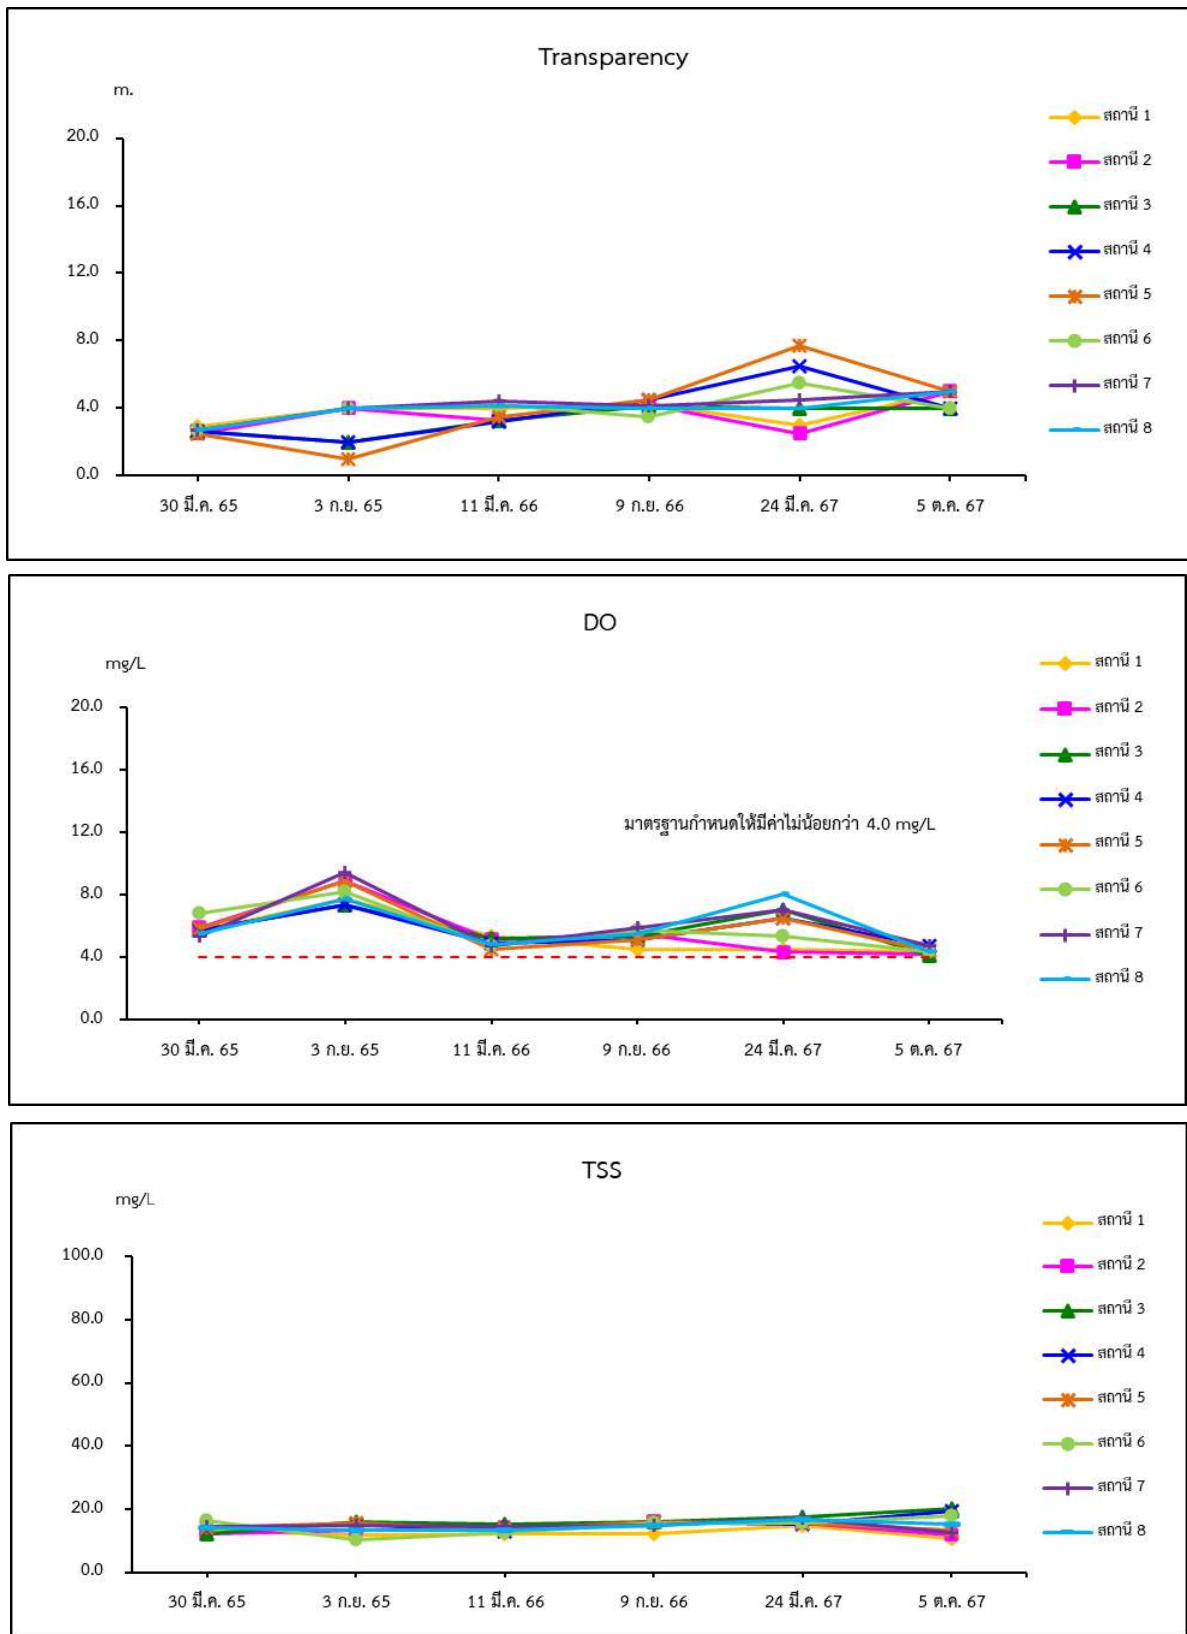 Transparency
m.
20.0
16.0
12.0
8.0
4.0
0.0
30 มี.ค. 65 3 ก.ย. 65 11 มี.ค. 66 9 ก.ย. 66 24 มี.ค. 67 5 ต.ค. 67
สถานี 1
สถานี 2
สถานี 3
สถานี 4
สถานี 5
สถานี 6
สถานี 7
สถานี 8
DO
mg/L
20.0
16.0
12.0
8.0
4.0
0.0
มาตรฐานกำหนดให้มีค่าไม่น้อยกว่า 4.0 mg/L
30 มี.ค. 65 3 ก.ย. 65 11 มี.ค. 66 9 ก.ย. 66 24 มี.ค. 67 5 ต.ค. 67
สถานี 1
สถานี 2
สถานี 3
สถานี 4
สถานี 5
สถานี 6
สถานี 7
สถานี 8
TSS
mg/L
100.0
80.0
60.0
40.0
20.0
0.0
30 มี.ค. 65 3 ก.ย. 65 11 มี.ค. 66 9 ก.ย. 66 24 มี.ค. 67 5 ต.ค. 67
สถานี 1
สถานี 2
สถานี 3
สถานี 4
สถานี 5
สถานี 6
สถานี 7
สถานี 8